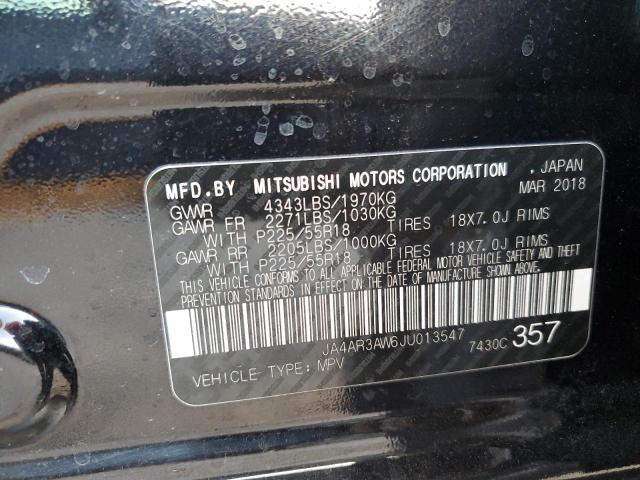 MFD.BY MITSUBISHI MOTORS CORPORATION . JAPAN
MAR 2018
GWWR 4343LBS/1970KG
GAWR FR 2271LBS/1030KG
WITH P225/55R18 TIRES 18X7.0J RIMS
GAWR RR 2205LBS/1000KG
WITH P225/55R18 TIRES 18X7.0J RIMS
THIS VEHICLE CONFORMS TO ALL APPLICABLE FEDERAL MOTOR VEHICLE SAFETY AND THEFT
PREVENTION STANDARDS IN EFFECT ON THE DATE OF MANUFACTURE SHOWN ABOVE.
JA4AR3AW6JU013547 7430C 357
VEHICLE TYPE: MPV